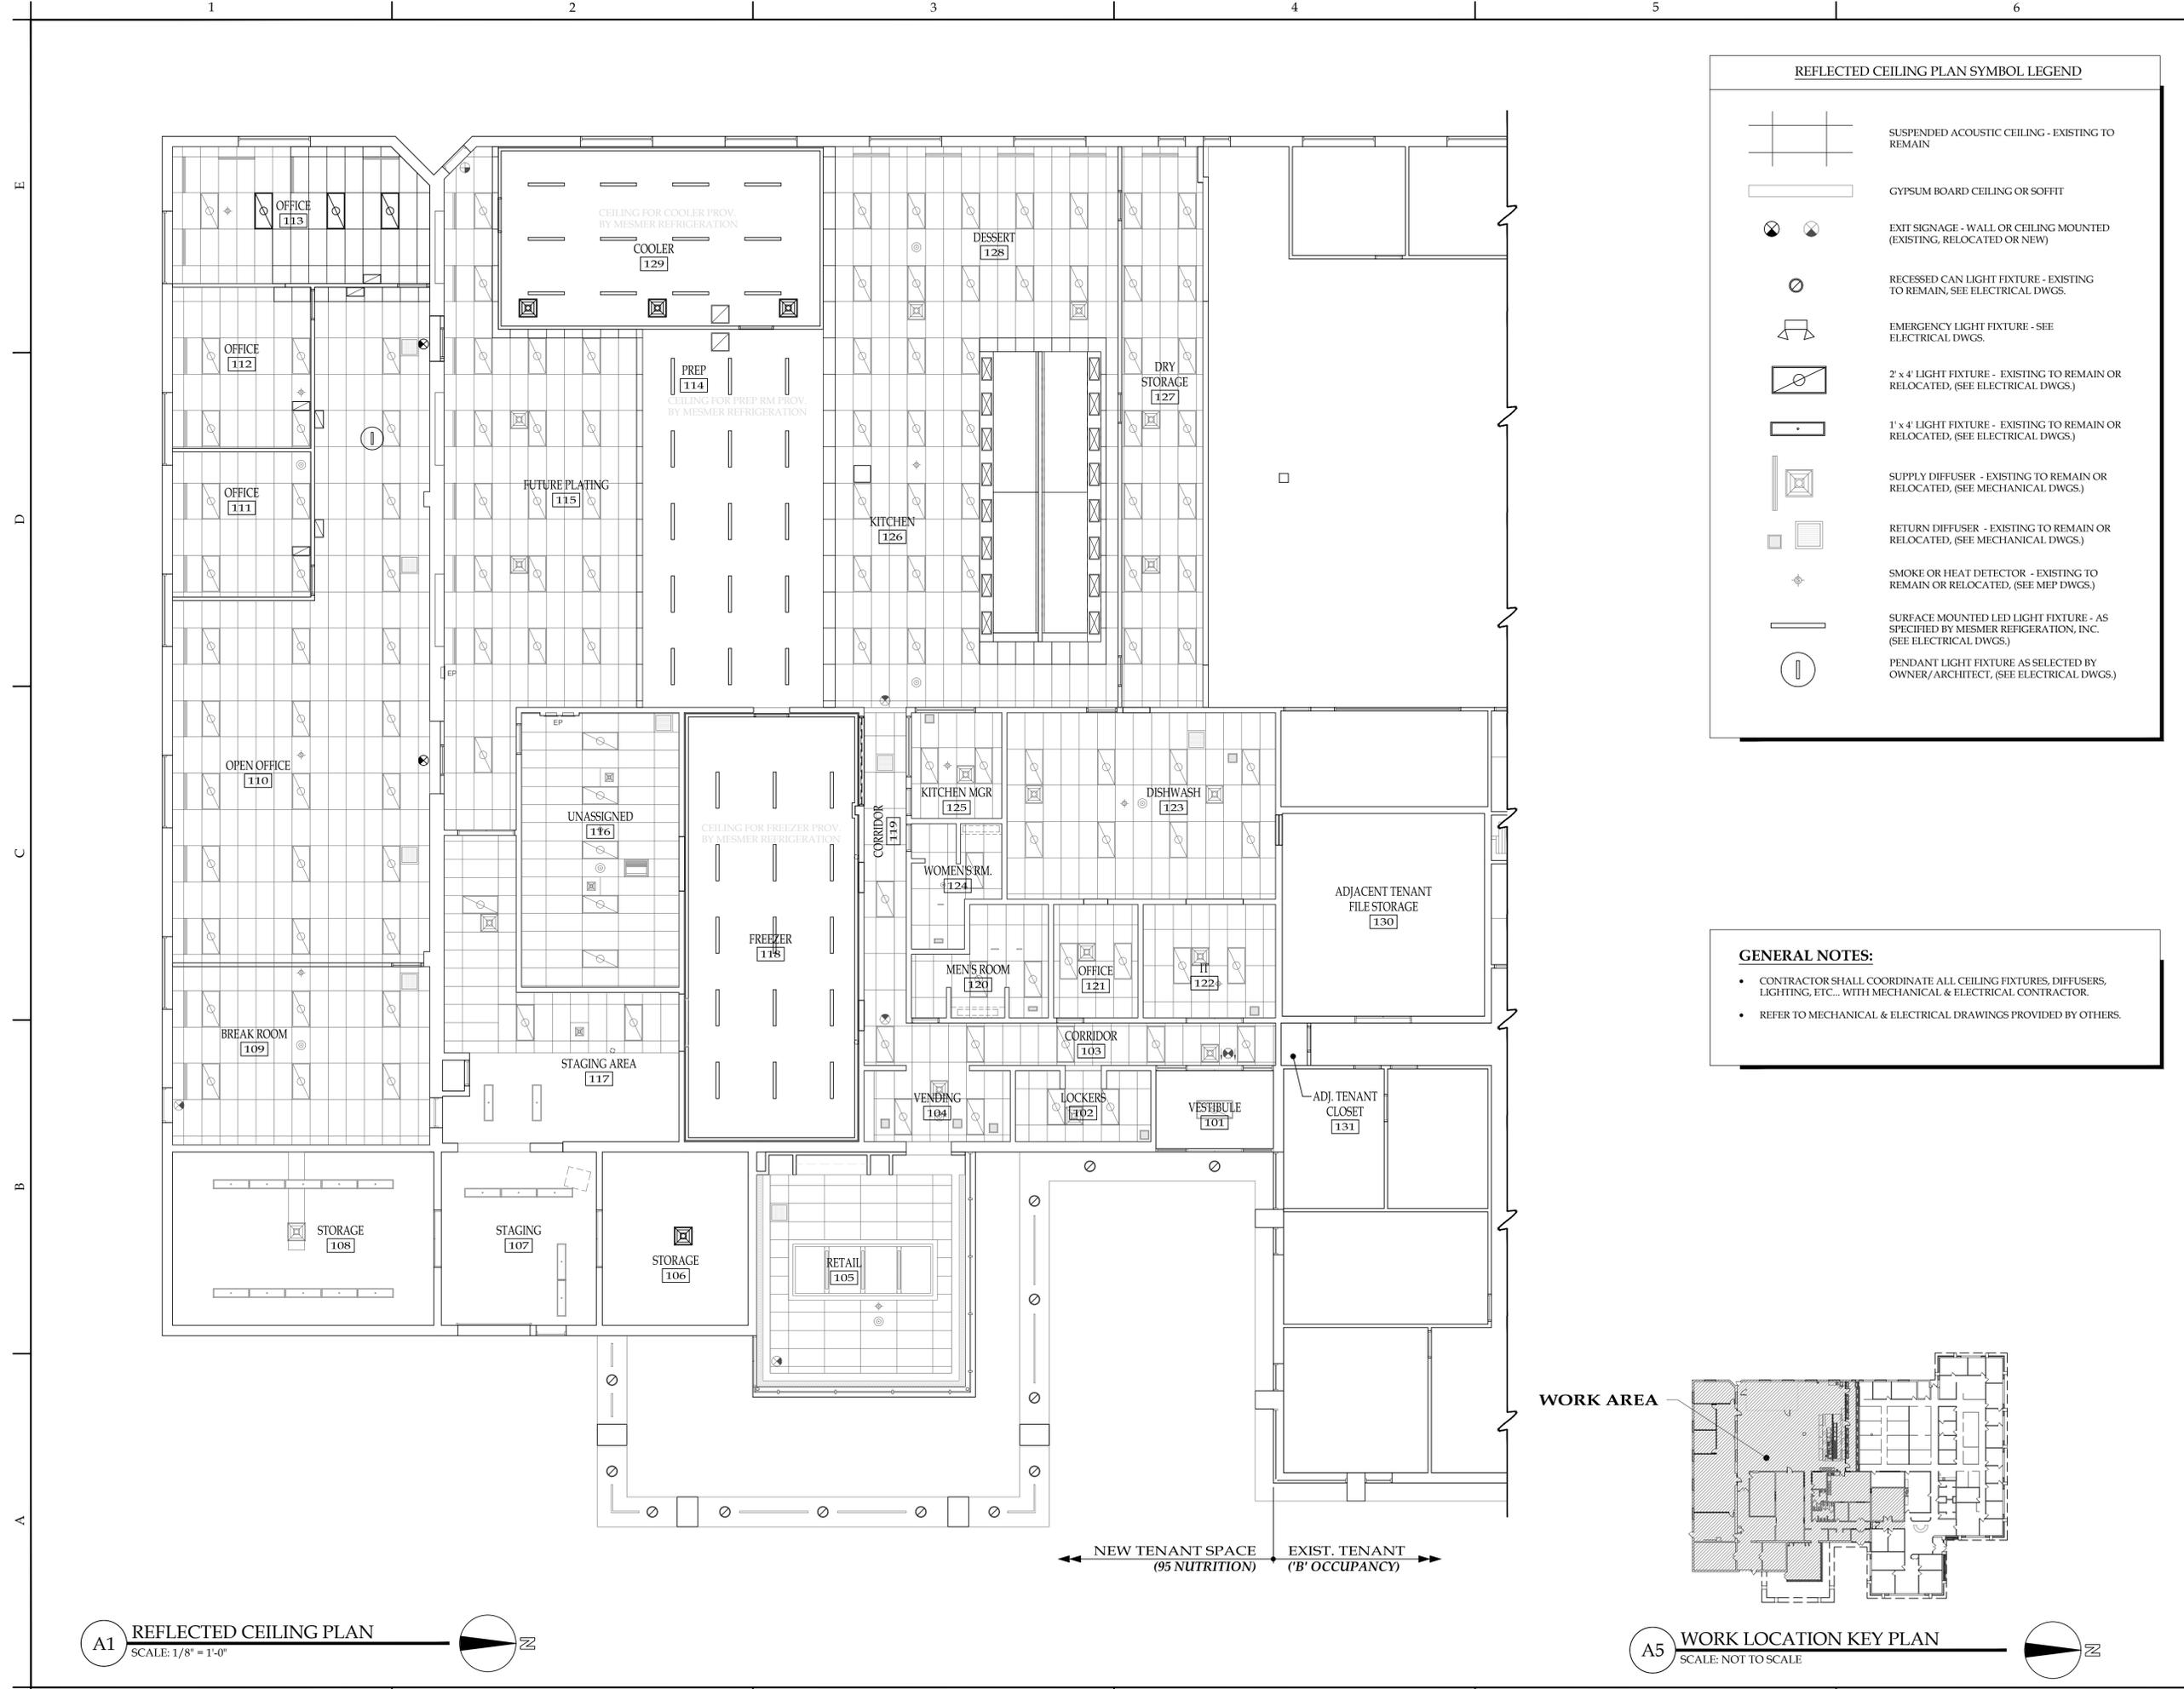 1 2 3 4 5 6
E
D
C
B
A
REFLECTED CEILING PLAN SYMBOL LEGEND
SUSPENDED ACOUSTIC CEILING - EXISTING TO
REMAIN
GYPSUM BOARD CEILING OR SOFFIT
EXIT SIGNAGE - WALL OR CEILING MOUNTED
(EXISTING, RELOCATED OR NEW)
RECESSED CAN LIGHT FIXTURE - EXISTING
TO REMAIN, SEE ELECTRICAL DWGS.
EMERGENCY LIGHT FIXTURE - SEE
ELECTRICAL DWGS.
2' x 4' LIGHT FIXTURE - EXISTING TO REMAIN OR
RELOCATED, (SEE ELECTRICAL DWGS.)
1' x 4' LIGHT FIXTURE - EXISTING TO REMAIN OR
RELOCATED, (SEE ELECTRICAL DWGS.)
SUPPLY DIFFUSER - EXISTING TO REMAIN OR
RELOCATED, (SEE MECHANICAL DWGS.)
RETURN DIFFUSER - EXISTING TO REMAIN OR
RELOCATED, (SEE MECHANICAL DWGS.)
SMOKE OR HEAT DETECTOR - EXISTING TO
REMAIN OR RELOCATED, (SEE MEP DWGS.)
SURFACE MOUNTED LED LIGHT FIXTURE - AS
SPECIFIED BY MESMER REFIGERATION, INC.
(SEE ELECTRICAL DWGS.)
PENDANT LIGHT FIXTURE AS SELECTED BY
OWNER/ARCHITECT, (SEE ELECTRICAL DWGS.)
OFFICE
113
CEILING FOR COOLER PROV.
BY MESMER REFRIGERATION
COOLER
129
DESSERT
128
OFFICE
112
PREP
114
CEILING FOR PREP RM PROV.
BY MESMER REFRIGERATION
DRY
STORAGE
127
OFFICE
111
FUTURE PLATING
115
KITCHEN
126
EP
EP
OPEN OFFICE
110
UNASSIGNED
116
CEILING FOR FREEZER PROV.
BY MESMER REFRIGERATION
CORRIDOR
119
KITCHEN MGR
125
DISHWASH
123
WOMEN'S RM.
124
ADJACENT TENANT
FILE STORAGE
130
FREEZER
118
MEN'S ROOM
120
OFFICE
121
IT
122
BREAK ROOM
109
STAGING AREA
117
CORRIDOR
103
VENDING
104
LOCKERS
102
VESTIBULE
101
ADJ. TENANT
CLOSET
131
STORAGE
108
STAGING
107
STORAGE
106
RETAIL
105
GENERAL NOTES:
• CONTRACTOR SHALL COORDINATE ALL CEILING FIXTURES, DIFFUSERS,
LIGHTING, ETC... WITH MECHANICAL & ELECTRICAL CONTRACTOR.
• REFER TO MECHANICAL & ELECTRICAL DRAWINGS PROVIDED BY OTHERS.
WORK AREA
NEW TENANT SPACE
(95 NUTRITION)
EXIST. TENANT
('B' OCCUPANCY)
A1
REFLECTED CEILING PLAN
SCALE: 1/8" = 1'-0"
N
A5
WORK LOCATION KEY PLAN
SCALE: NOT TO SCALE
N